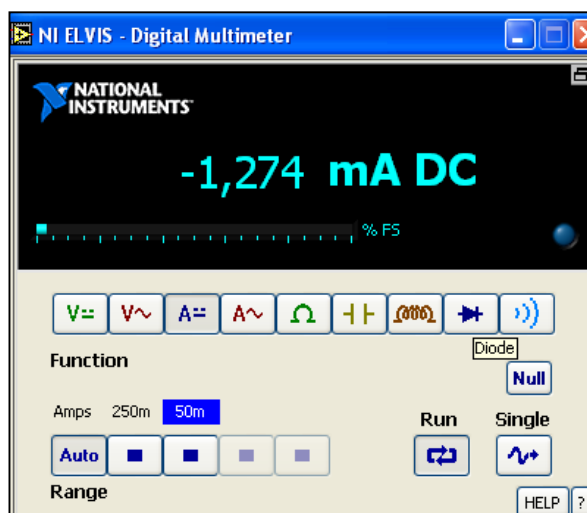 NI ELVIS - Digital Multimeter
NATIONAL
INSTRUMENTS™
-1,274 mA DC
% FS
V= V~ A= A~ Ω
Diode
Function
Null
Amps 250m 50m
Run Single
Auto
Range
HELP ?